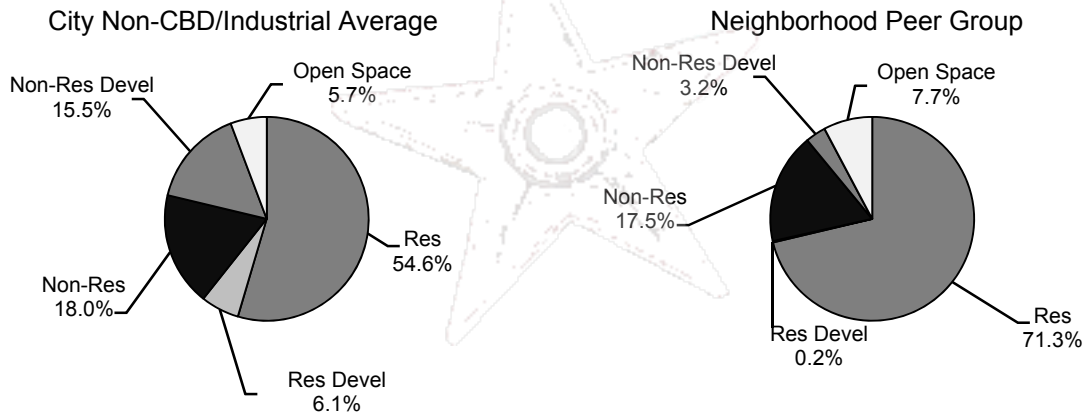 City Non-CBD/Industrial Average
Non-Res Devel
15.5%
Open Space
5.7%
Res
54.6%
Non-Res
18.0%
Res Devel
6.1%
Neighborhood Peer Group
Non-Res Devel
3.2%
Open Space
7.7%
Non-Res
17.5%
Res Devel
0.2%
Res
71.3%